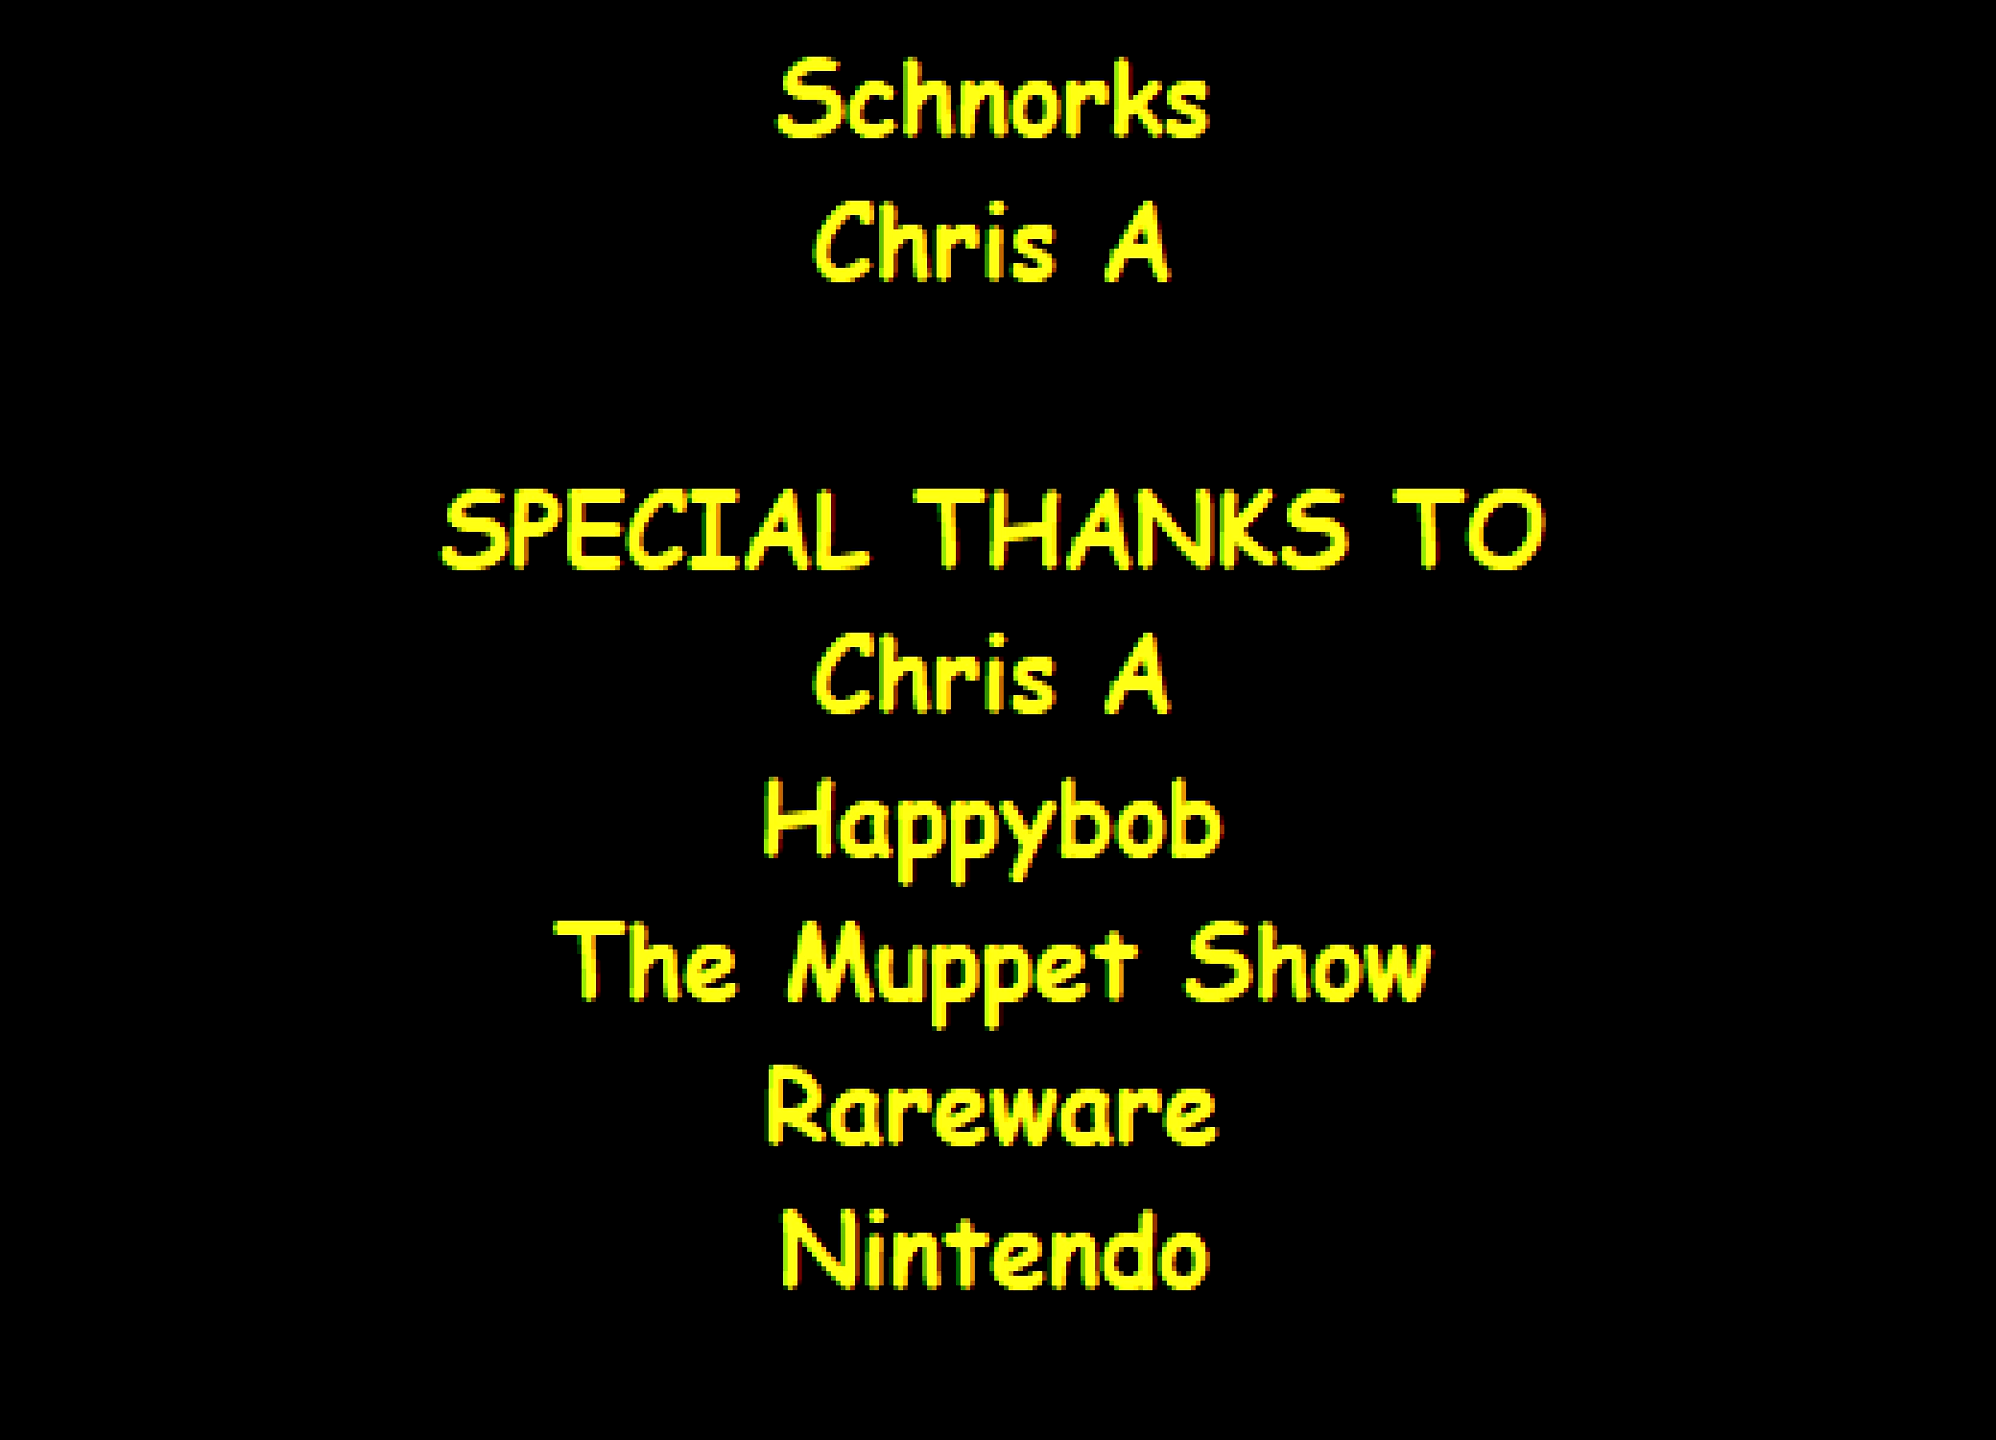 Schnorks
Chris A
SPECIAL THANKS TO
Chris A
Happybob
The Muppet Show
Rareware
Nintendo